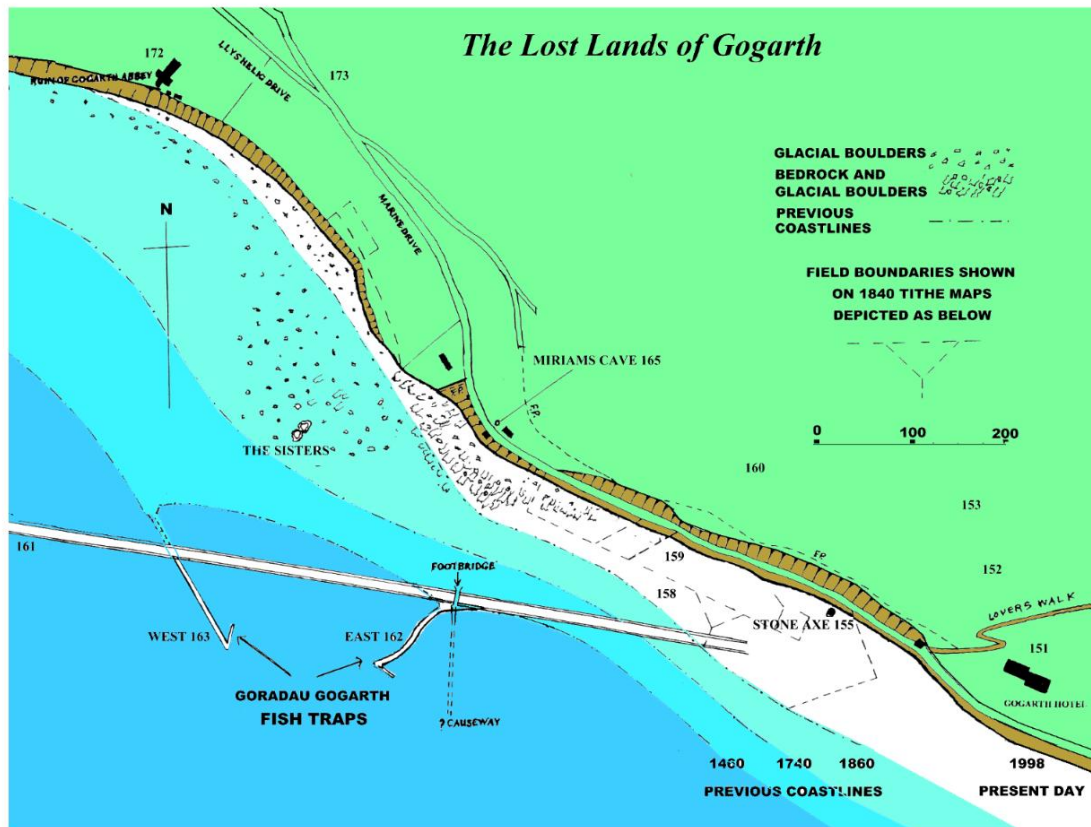 The Lost Lands of Gogarth
172
RUIN OF GOGARTH ABBEY
LLYSHELIG DRIVE
173
GLACIAL BOULDERS
BEDROCK AND
GLACIAL BOULDERS
PREVIOUS
COASTLINES
N
MARINE DRIVE
FIELD BOUNDARIES SHOWN
ON 1840 TITHE MAPS
DEPICTED AS BELOW
MIRIAMS CAVE 165
F.P.
F.P.
0 100 200
THE SISTERS
160
153
161
159
F.P.
152
FOOTBRIDGE
158
LOVERS WALK
WEST 163
EAST 162
STONE AXE 155
151
GORADAU GOGARTH
FISH TRAPS
GOGARTH HOTEL
? CAUSEWAY
1460 1740 1860 1998
PREVIOUS COASTLINES PRESENT DAY